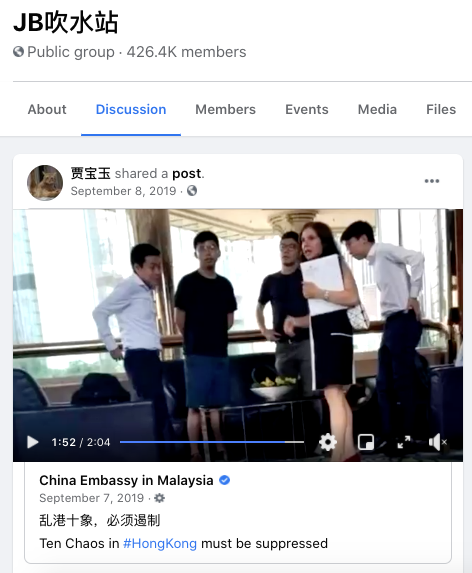 JB吹水站
Public group · 426.4K members
About Discussion Members Events Media Files
贾宝玉 shared a post.
September 8, 2019 ·
1:52 / 2:04
China Embassy in Malaysia
September 7, 2019 ·
乱港十象，必须遏制
Ten Chaos in #HongKong must be suppressed